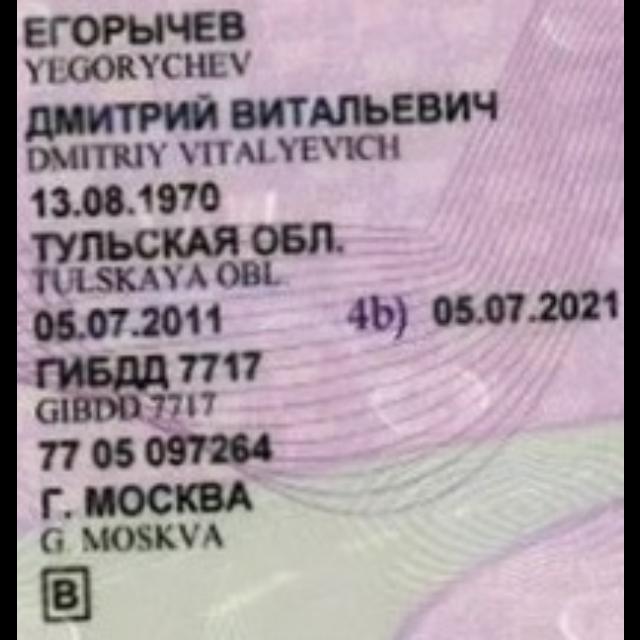 ЕГОРЫЧЕВ
YEGORYCHEV
ДМИТРИЙ ВИТАЛЬЕВИЧ
DMITRIY VITALYEVICH
13.08.1970
ТУЛЬСКАЯ ОБЛ.
TULSKAYA OBL.
05.07.2011 4b) 05.07.2021
ГИБДД 7717
GIBDD 7717
77 05 097264
Г. МОСКВА
G. MOSKVA
B